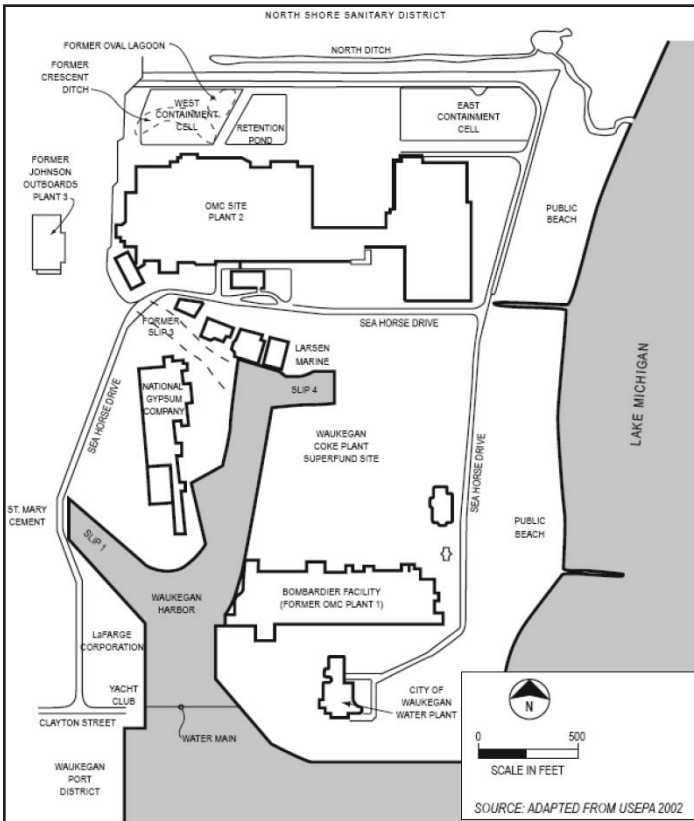 NORTH SHORE SANITARY DISTRICT
FORMER OVAL LAGOON
NORTH DITCH
FORMER
CRESCENT
DITCH
WEST
CONTAINMENT
CELL
RETENTION
POND
EAST
CONTAINMENT
CELL
FORMER
JOHNSON
OUTBOARDS
PLANT 3
OMC SITE
PLANT 2
PUBLIC
BEACH
FORMER
SLIP 3
SEA HORSE DRIVE
LARSEN
MARINE
SLIP 4
NATIONAL
GYPSUM
COMPANY
SEA HORSE DRIVE
WAUKEGAN
COKE PLANT
SUPERFUND SITE
LAKE MICHIGAN
SEA HORSE DRIVE
ST. MARY
CEMENT
SLIP 1
PUBLIC
BEACH
WAUKEGAN
HARBOR
BOMBARDIER FACILITY
(FORMER OMC PLANT 1)
LaFARGE
CORPORATION
YACHT
CLUB
CLAYTON STREET
WATER MAIN
CITY OF
WAUKEGAN
WATER PLANT
WAUKEGAN
PORT
DISTRICT
N
0 500
SCALE IN FEET
SOURCE: ADAPTED FROM USEPA 2002